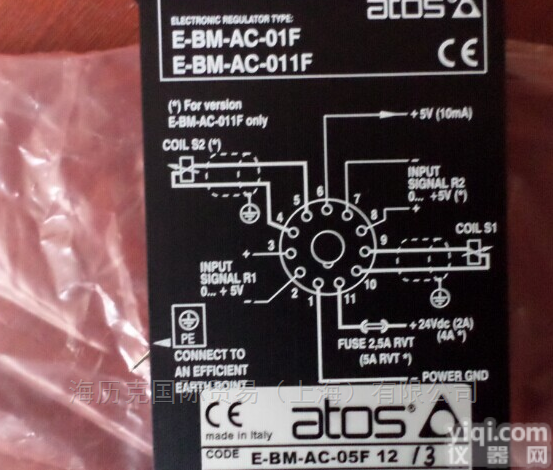 atos
ELECTRONIC REGULATOR TYPE:
E-BM-AC-01F
E-BM-AC-011F
CE
(*) For version
E-BM-AC-011F only
+5V (10mA)
COIL S2 (*)
INPUT
SIGNAL R2
0... +5V (*)
-
+
COIL S1
5 6 7
4 8
3 9
2 10
1 11
+
INPUT
SIGNAL R1
0... + 5V
-
PE
CONNECT TO
AN EFFICIENT
EARTH POINT
+24Vdc (2A)
(4A *)
FUSE 2,5A RVT
(5A RVT *)
- POWER GND
海历克国际贸易（上海）有限公司
CE
made in Italy
atos®
CODE E-BM-AC-05F 12 /3
yiqi.com
仪器网